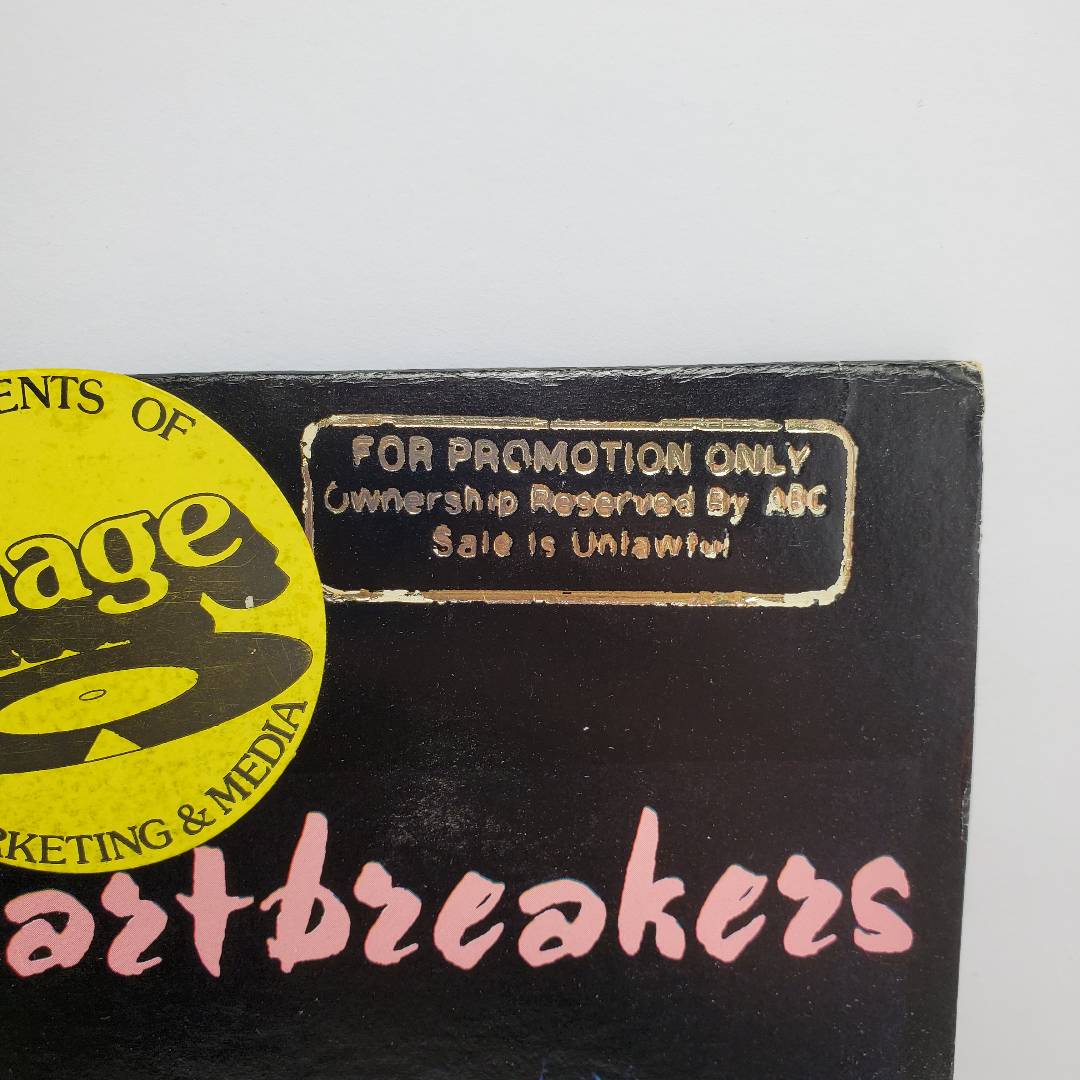 ENTS OF
FOR PROMOTION ONLY
Ownership Reserved By ABC
Sale Is Unlawful
age
RKETING & MEDIA
artbreakers